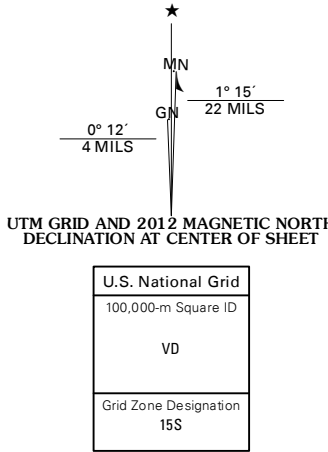 ★
MN
1° 15´
22 MILS
GN
0° 12´
4 MILS
UTM GRID AND 2012 MAGNETIC NORTH
DECLINATION AT CENTER OF SHEET
U.S. National Grid
100,000-m Square ID
VD
Grid Zone Designation
15S